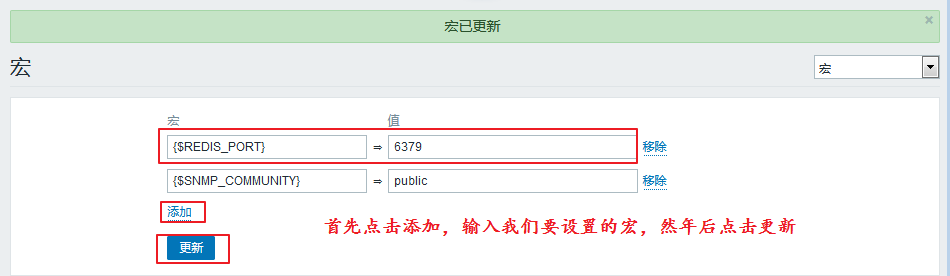 宏已更新
×
宏
宏
宏 值
{$REDIS_PORT} ⇒ 6379 移除
{$SNMP_COMMUNITY} ⇒ public 移除
添加
首先点击添加，输入我们要设置的宏，然年后点击更新
更新